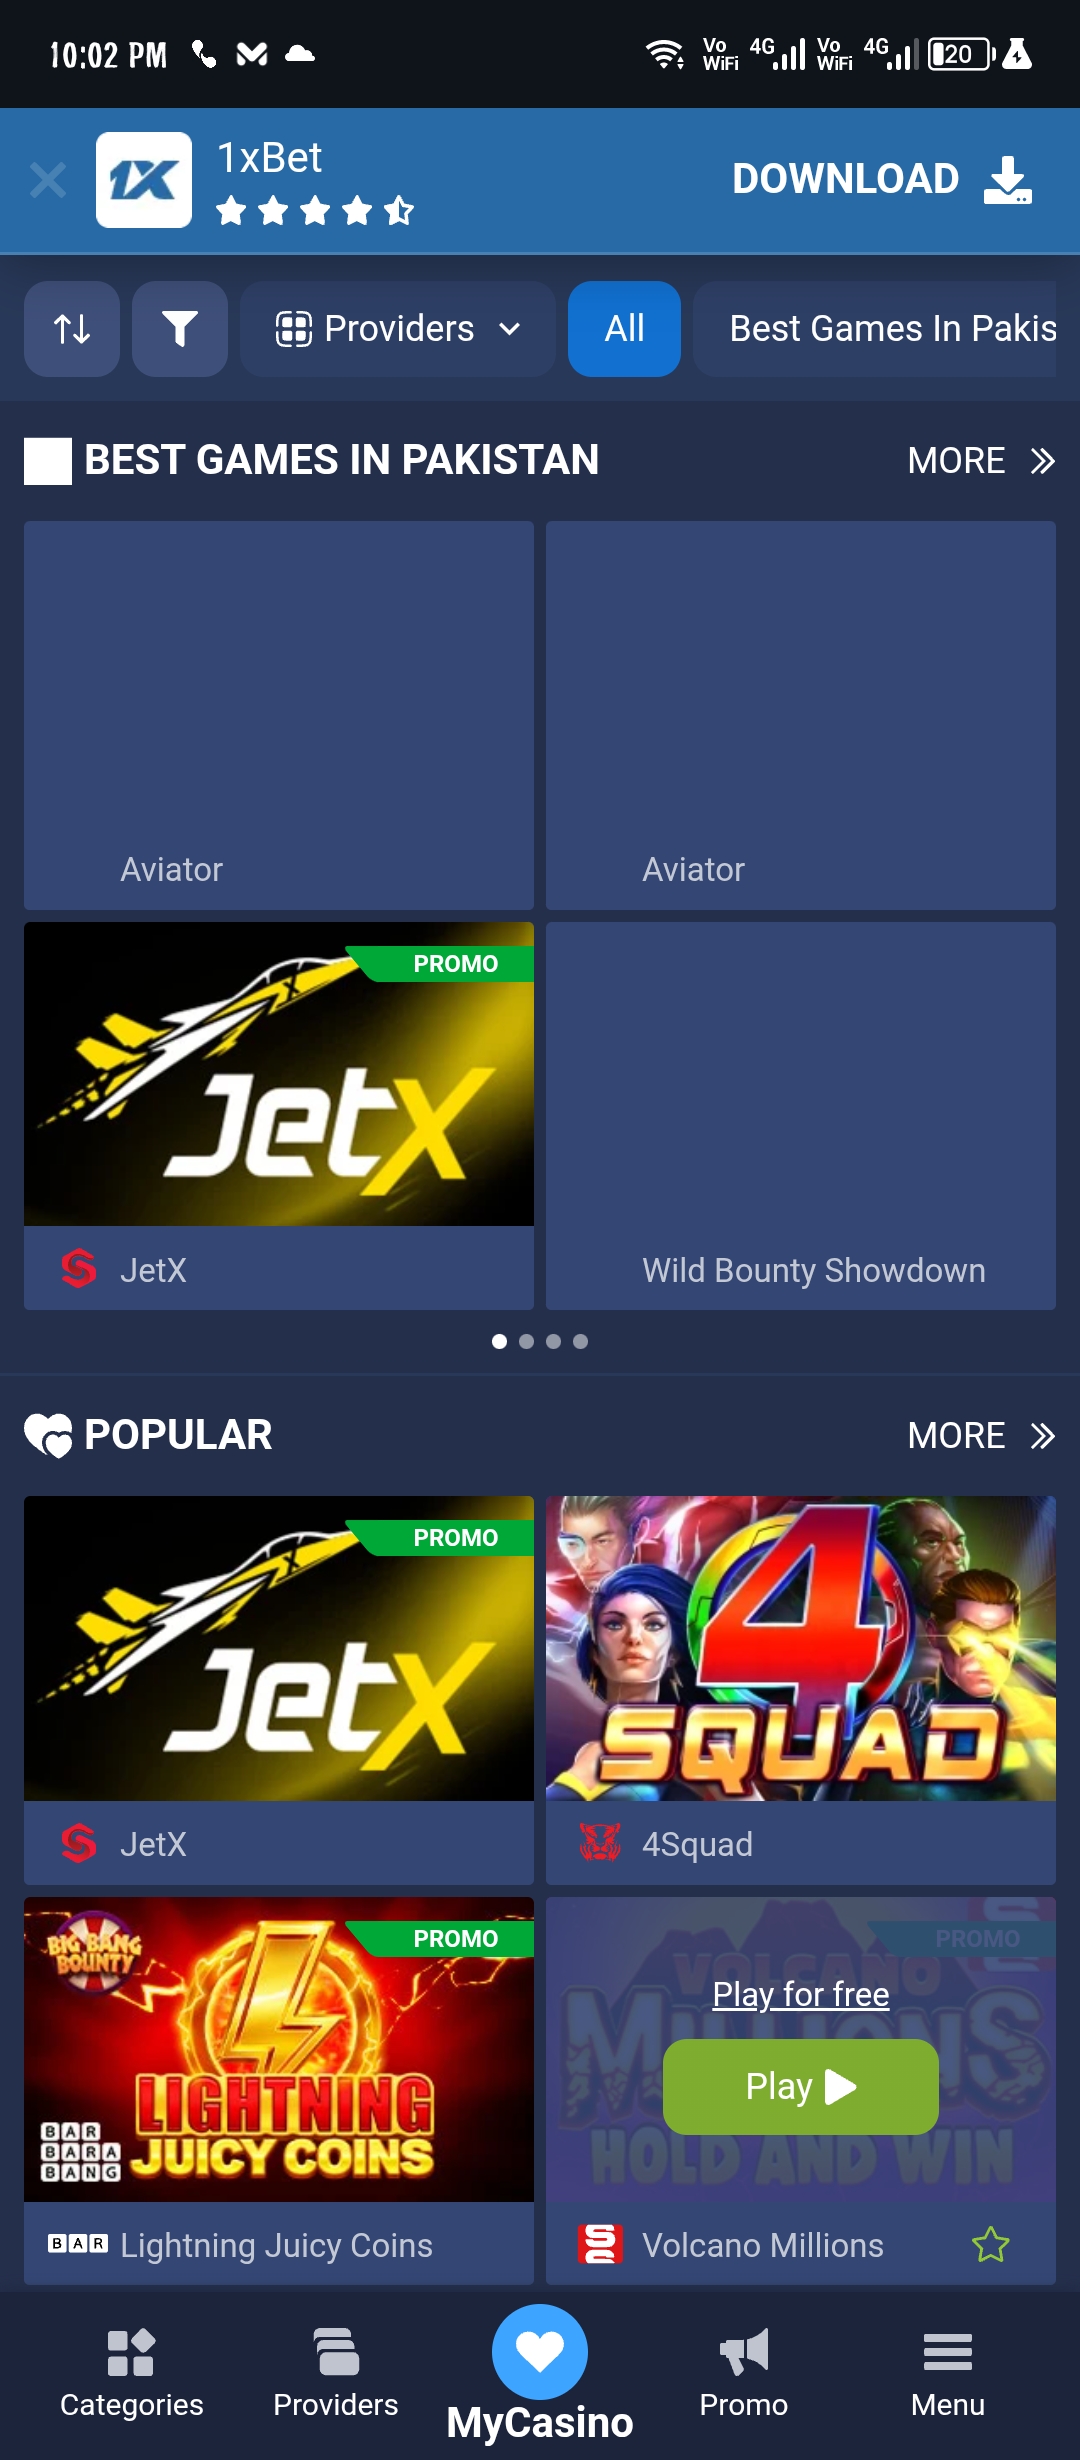 10:02 PM
Vo WiFi 4G Vo WiFi 4G 20
1X
1xBet
DOWNLOAD
Providers
All
Best Games In Pakis
BEST GAMES IN PAKISTAN
MORE
Aviator
Aviator
PROMO
JetX
JetX
Wild Bounty Showdown
POPULAR
MORE
PROMO
JetX
4
SQUAD
JetX
4Squad
BIG BANG
BOUNTY
PROMO
LIGHTNING
JUICY COINS
BAR
BARA
BANG
PROMO
VOLCANO
MILLIONS
HOLD AND WIN
Play for free
Play
BAR
Lightning Juicy Coins
Volcano Millions
Categories
Providers
MyCasino
Promo
Menu